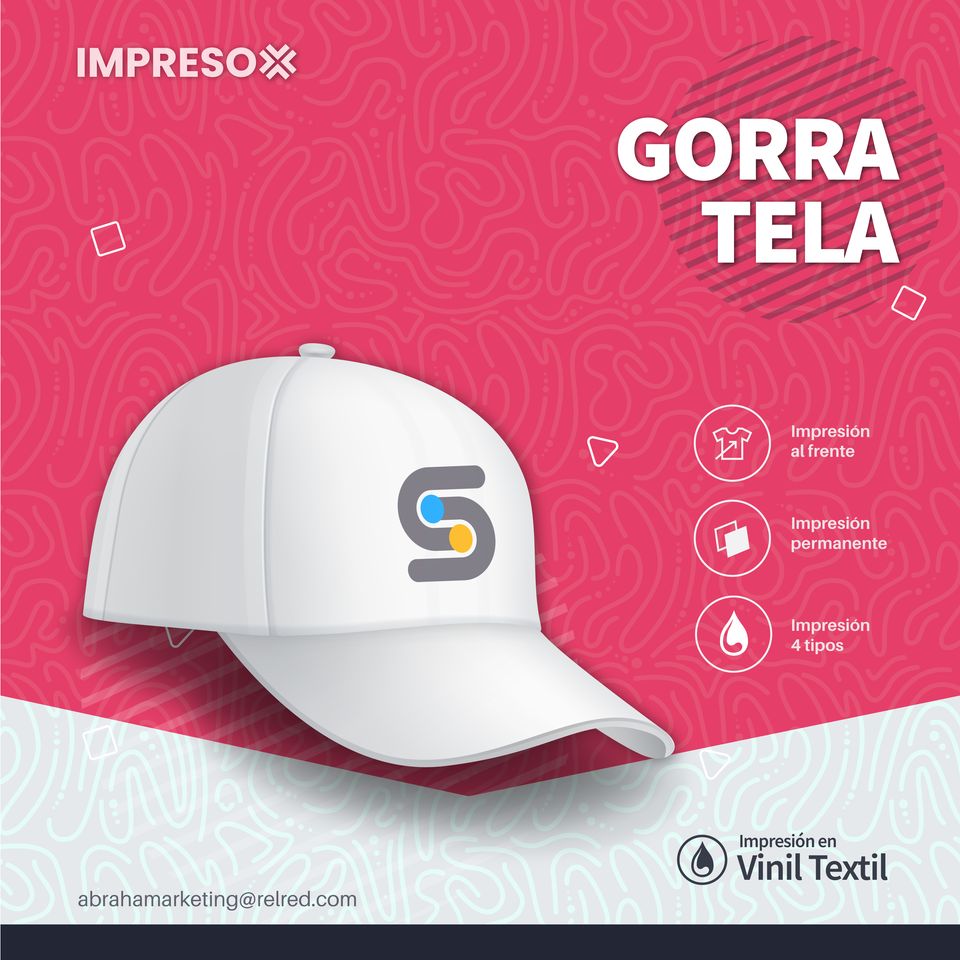 IMPRESOX
GORRA
TELA
Impresión
al frente
Impresión
permanente
Impresión
4 tipos
Impresión en
Vinil Textil
abrahamarketing@relred.com